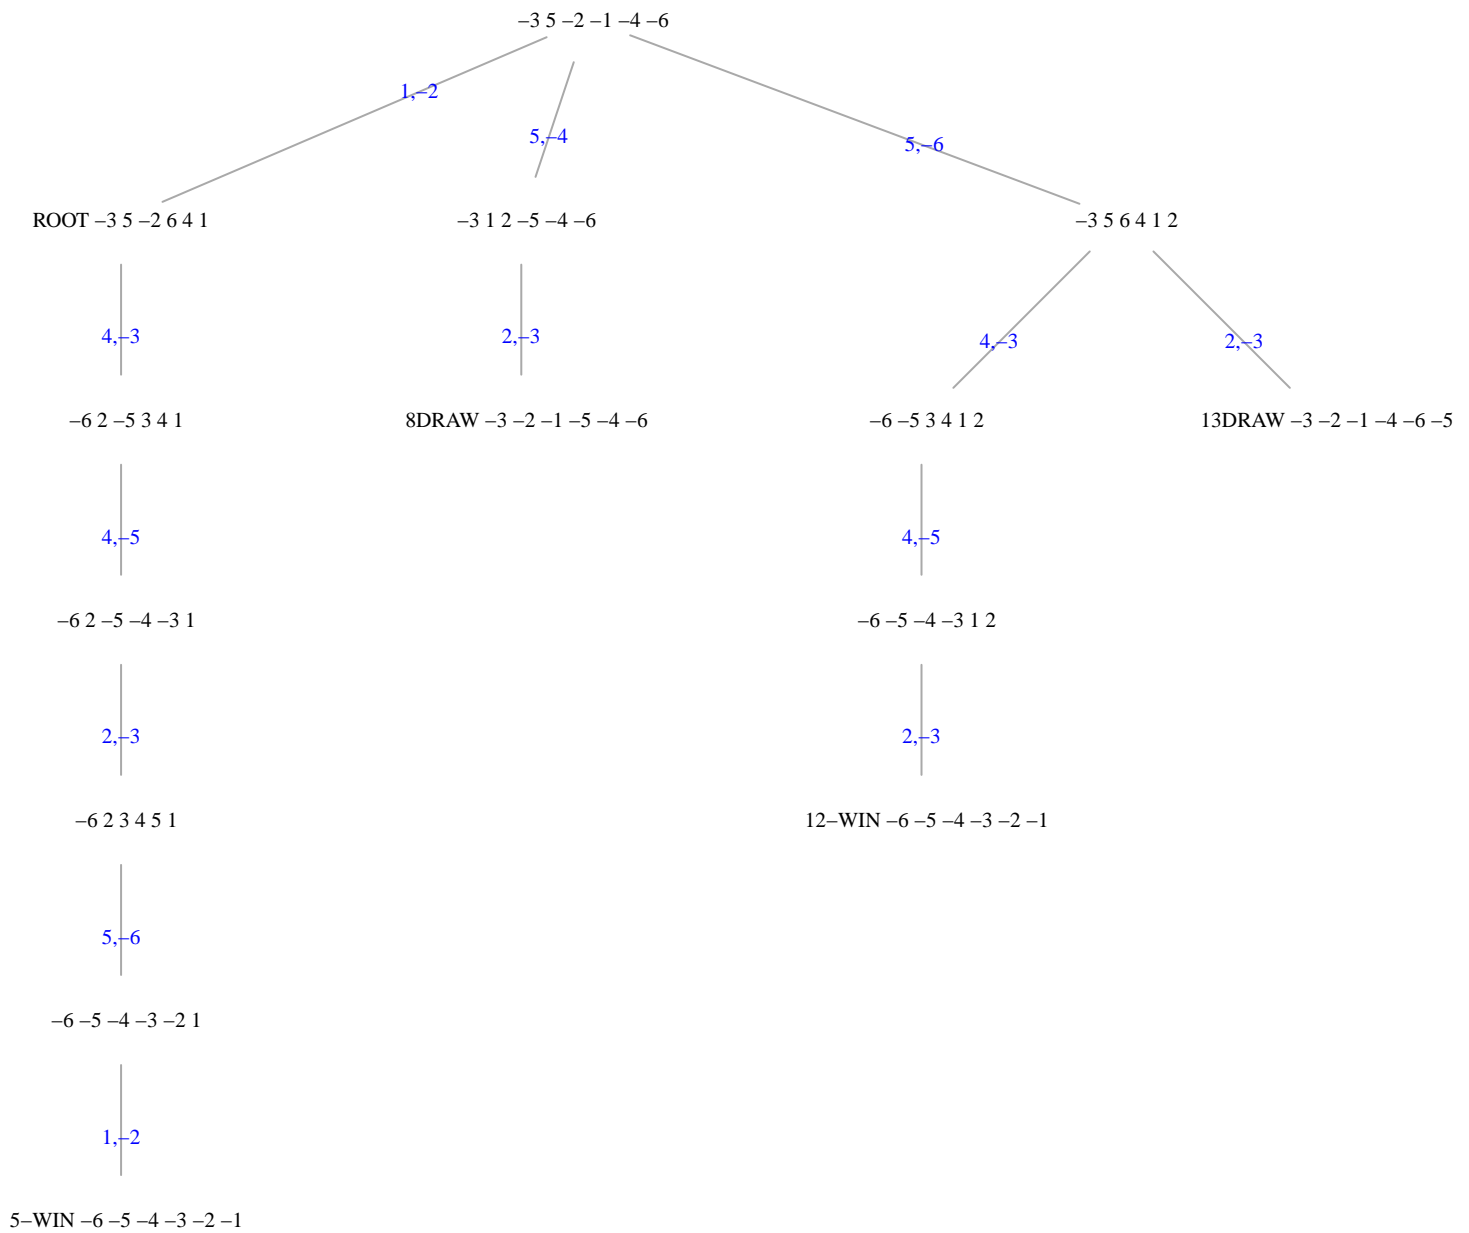 –3 5 –2 –1 –4 –6
1,–2
5,–4
5,–6
ROOT –3 5 –2 6 4 1
–3 1 2 –5 –4 –6
–3 5 6 4 1 2
4,–3
2,–3
4,–3
2,–3
–6 2 –5 3 4 1
8DRAW –3 –2 –1 –5 –4 –6
–6 –5 3 4 1 2
13DRAW –3 –2 –1 –4 –6 –5
4,–5
4,–5
–6 2 –5 –4 –3 1
–6 –5 –4 –3 1 2
2,–3
2,–3
–6 2 3 4 5 1
12–WIN –6 –5 –4 –3 –2 –1
5,–6
–6 –5 –4 –3 –2 1
1,–2
5–WIN –6 –5 –4 –3 –2 –1